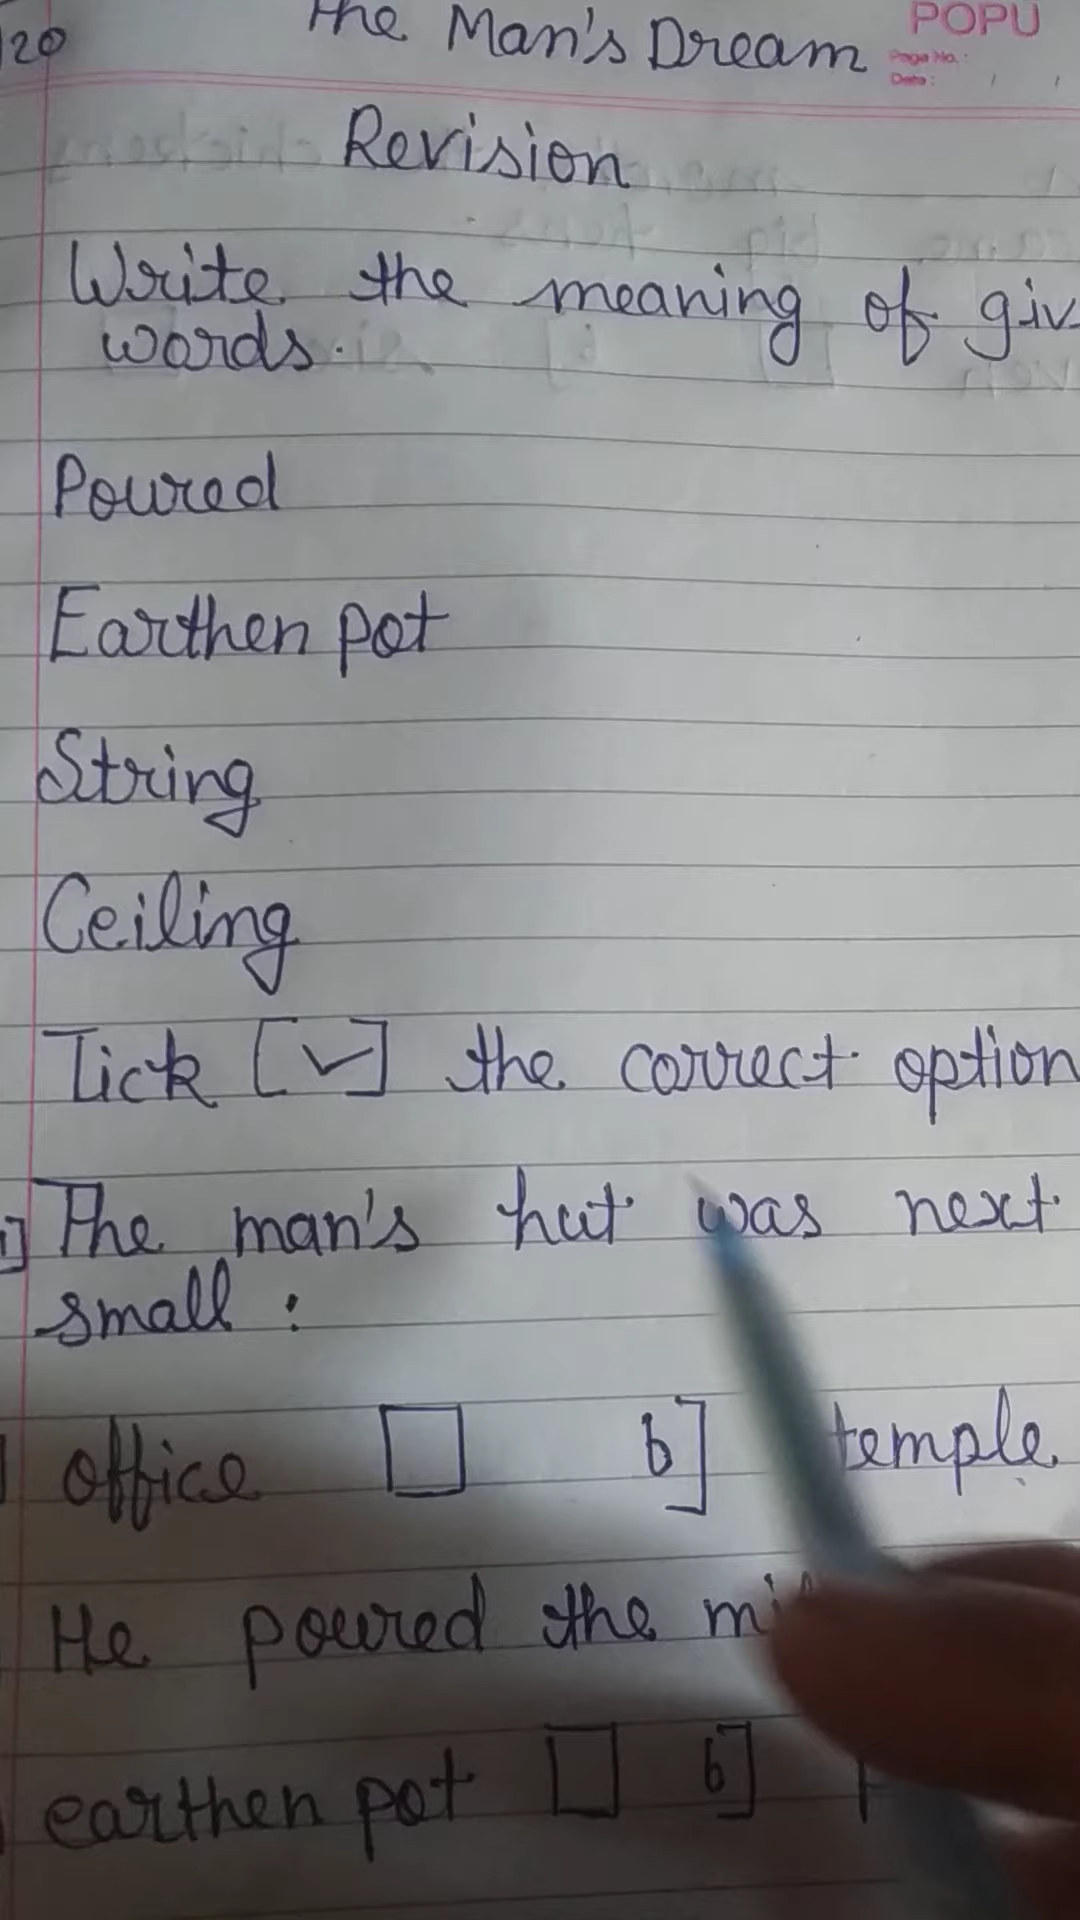 120 The Man's Dream POPU
Page No.:
Date: / /
Revision
Write the meaning of giv
words.
Poured
Earthen pot
String
Ceiling
Tick [✓] the correct option
i] The man's hut was next
small :
office b] temple
He poured the
earthen pot b]